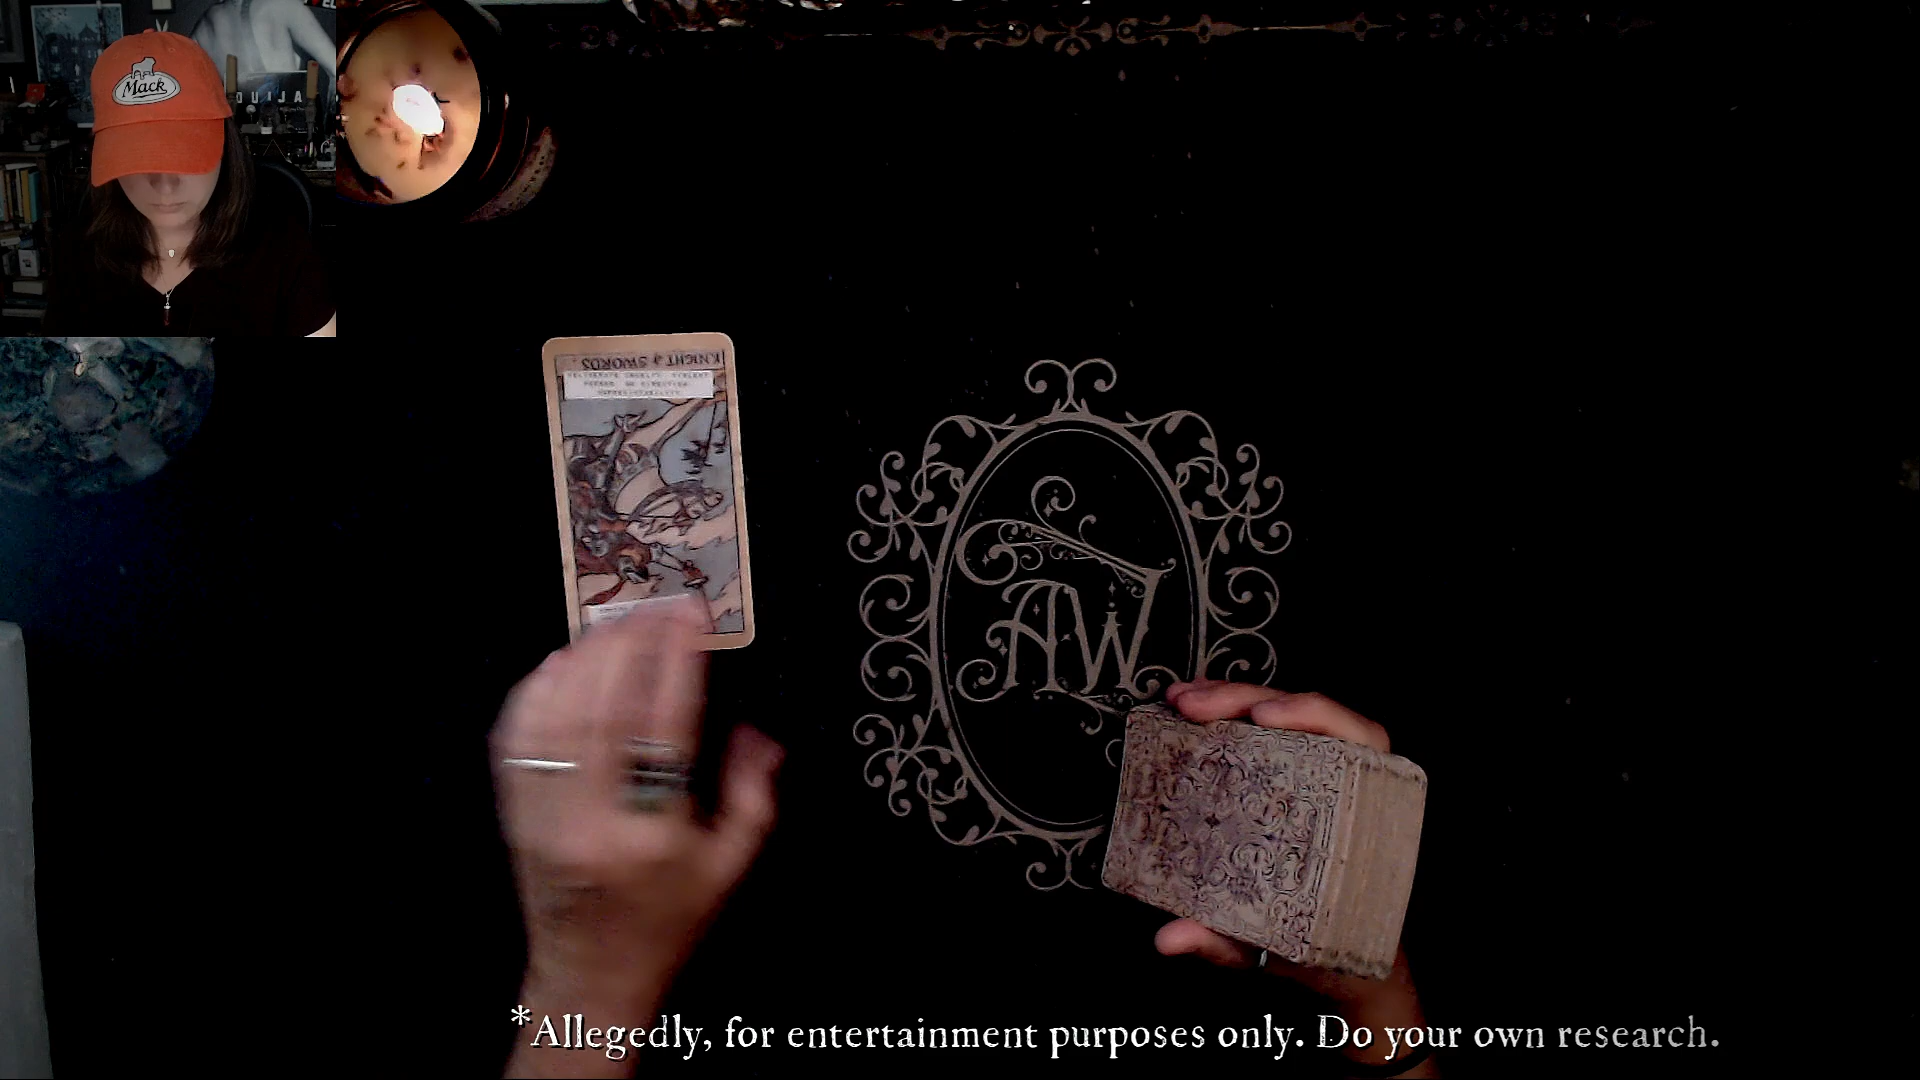 Mack
OUIJA
KNIGHT of SWORDS.
AW
*Allegedly, for entertainment purposes only. Do your own research.